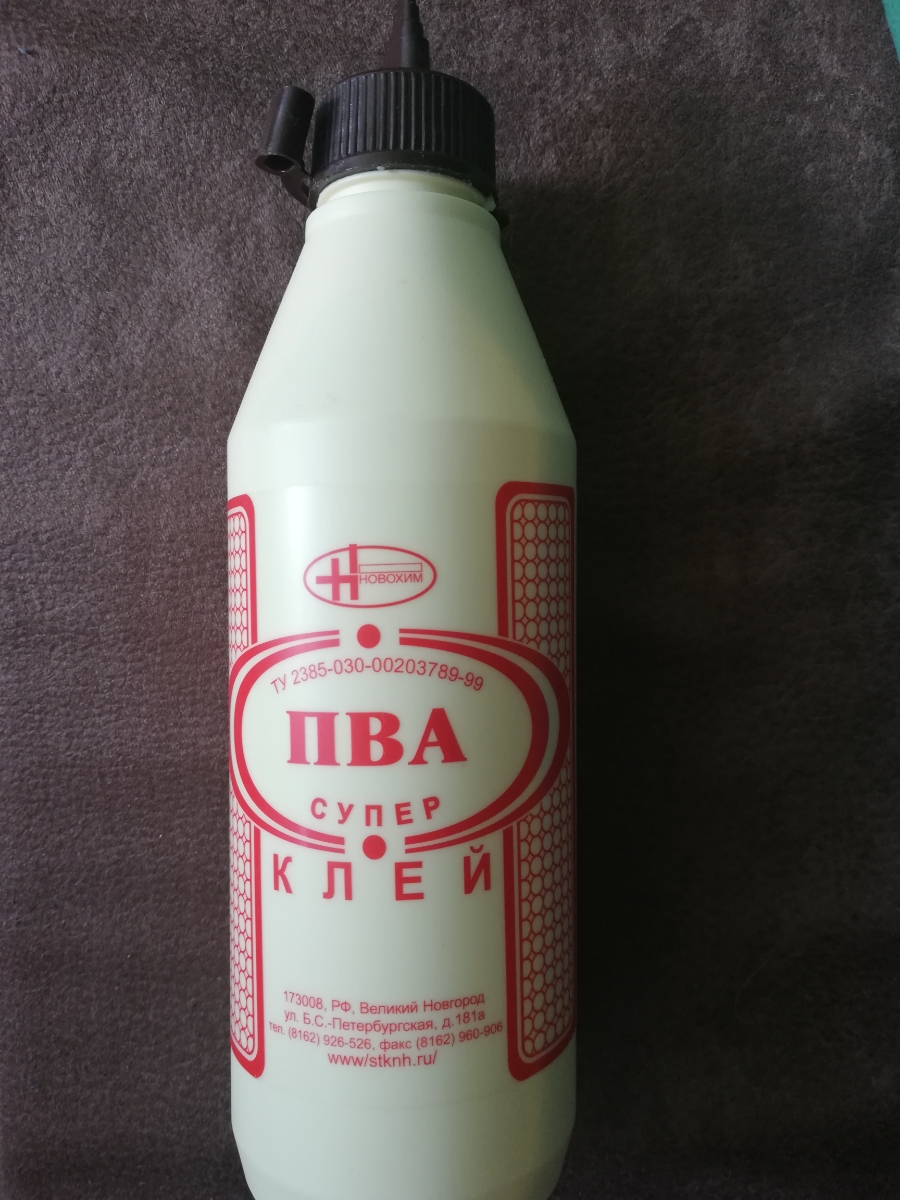 НОВОХИМ
ТУ 2385-030-00203789-99
ПВА
СУПЕР
КЛЕЙ
173008, РФ, Великий Новгород
ул. Б.С.-Петербургская, д.181а
тел. (8162) 926-526, факс (8162) 960-906
www/stknh.ru/